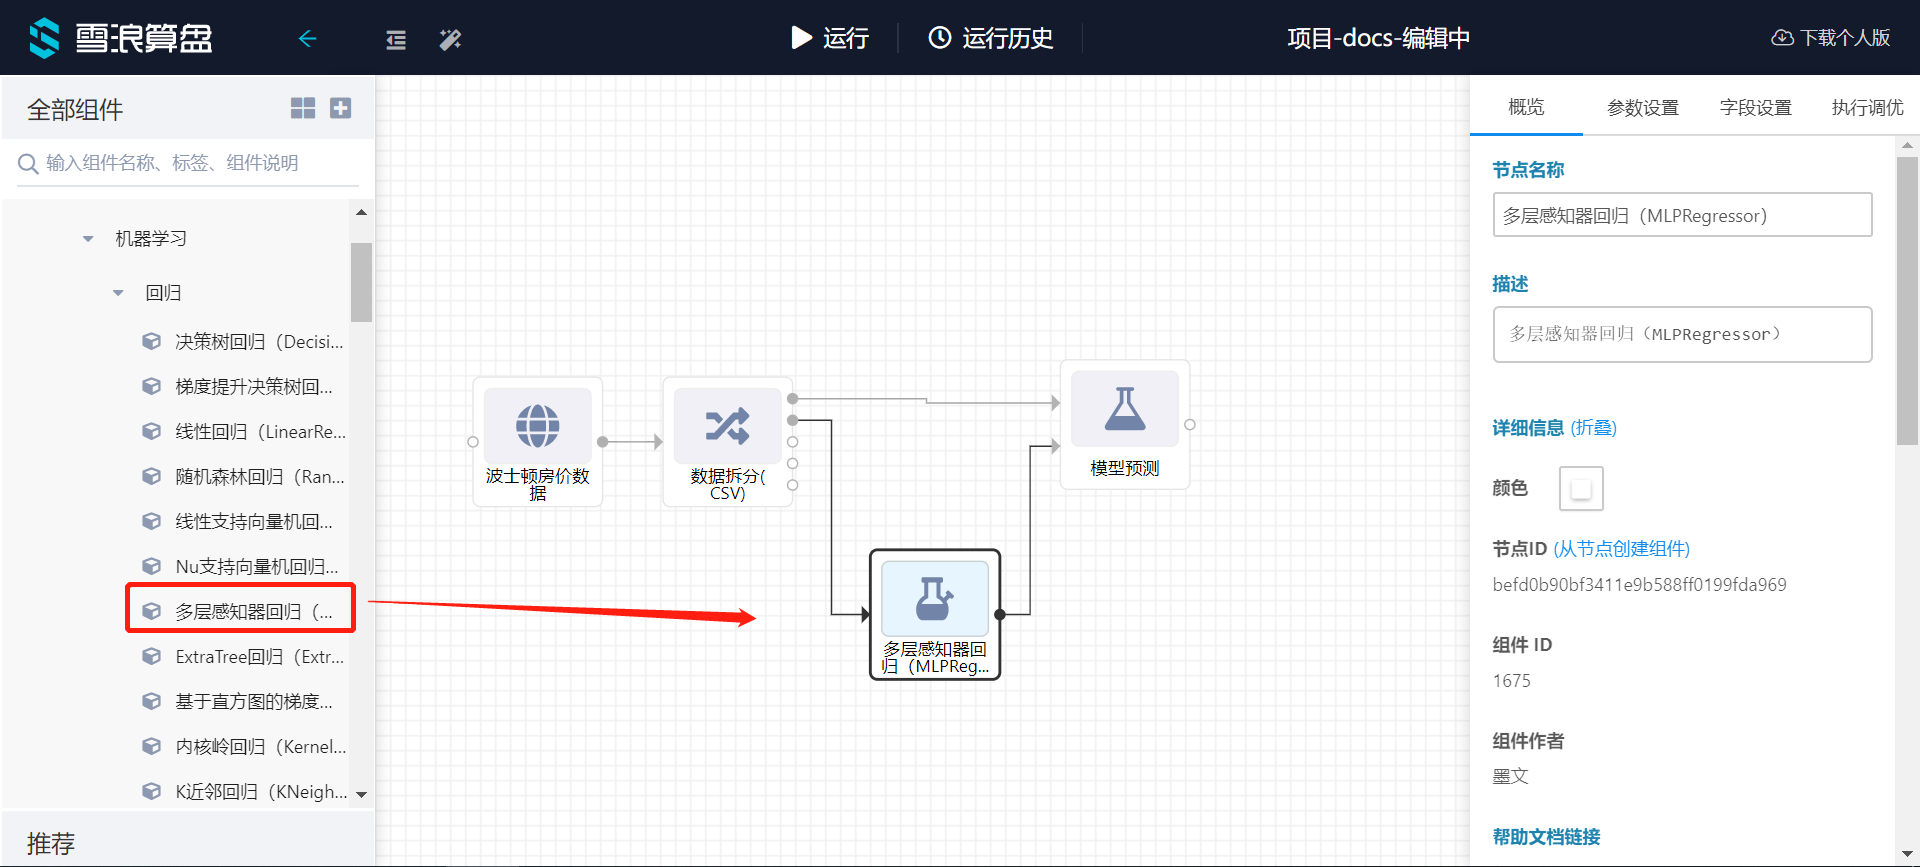 雪浪算盘
运行
运行历史
项目-docs-编辑中
下载个人版
全部组件
输入组件名称、标签、组件说明
机器学习
回归
决策树回归（Decisi...
梯度提升决策树回...
线性回归（LinearRe...
随机森林回归（Ran...
线性支持向量机回...
Nu支持向量机回归...
多层感知器回归（...
ExtraTree回归（Extr...
基于直方图的梯度...
内核岭回归（Kernel...
K近邻回归（KNeigh...
推荐
波士顿房价数
据
数据拆分(
CSV)
模型预测
多层感知器回
归（MLPReg...
概览
参数设置
字段设置
执行调优
节点名称
多层感知器回归（MLPRegressor）
描述
多层感知器回归（MLPRegressor）
详细信息 (折叠)
颜色
节点ID (从节点创建组件)
befd0b90bf3411e9b588ff0199fda969
组件 ID
1675
组件作者
墨文
帮助文档链接